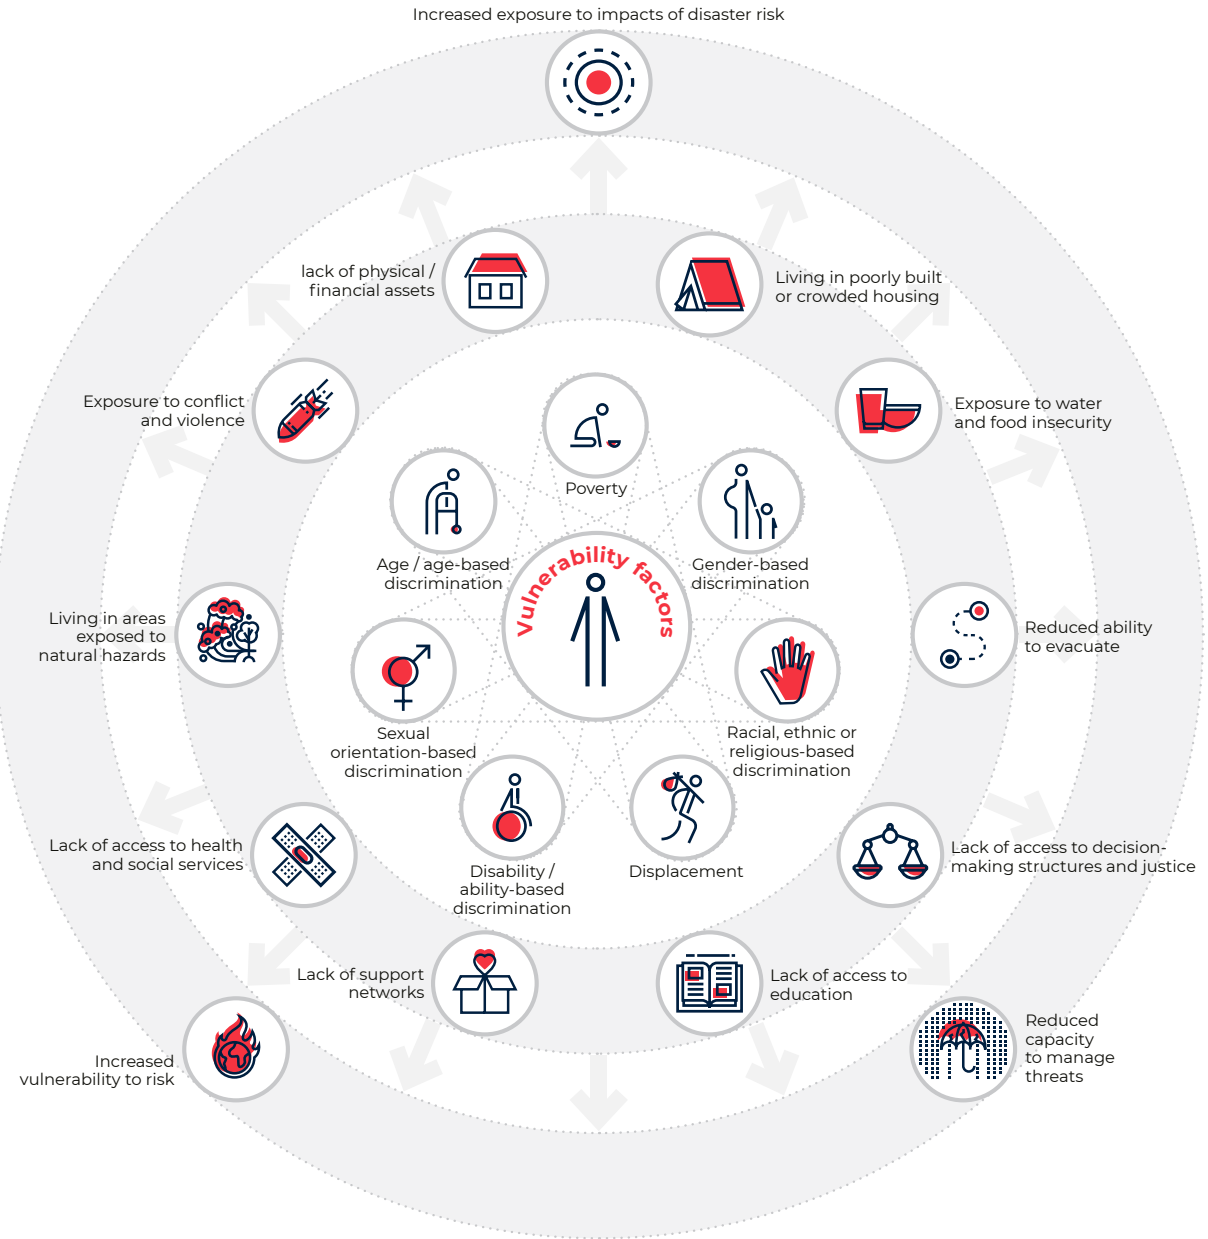 Increased exposure to impacts of disaster risk
lack of physical /
financial assets
Living in poorly built
or crowded housing
Exposure to conflict
and violence
Exposure to water
and food insecurity
Poverty
Age / age-based
discrimination
Gender-based
discrimination
Vulnerability factors
Living in areas
exposed to
natural hazards
Reduced ability
to evacuate
Sexual
orientation-based
discrimination
Racial, ethnic or
religious-based
discrimination
Lack of access to health
and social services
Disability /
ability-based
discrimination
Displacement
Lack of access to decision-
making structures and justice
Lack of support
networks
Lack of access to
education
Increased
vulnerability to risk
Reduced
capacity
to manage
threats